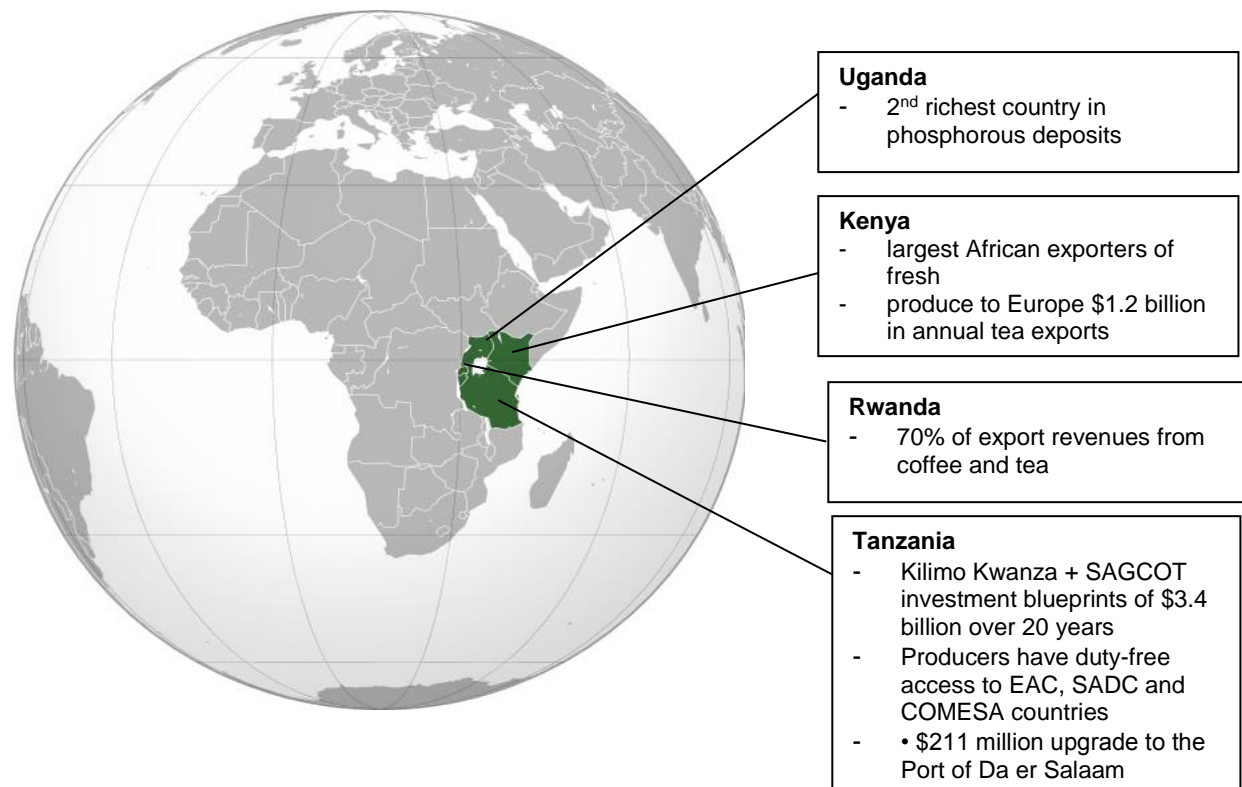 Uganda
- 2nd richest country in
phosphorous deposits
Kenya
- largest African exporters of
fresh
- produce to Europe $1.2 billion
in annual tea exports
Rwanda
- 70% of export revenues from
coffee and tea
Tanzania
- Kilimo Kwanza + SAGCOT
investment blueprints of $3.4
billion over 20 years
- Producers have duty-free
access to EAC, SADC and
COMESA countries
- • $211 million upgrade to the
Port of Da er Salaam